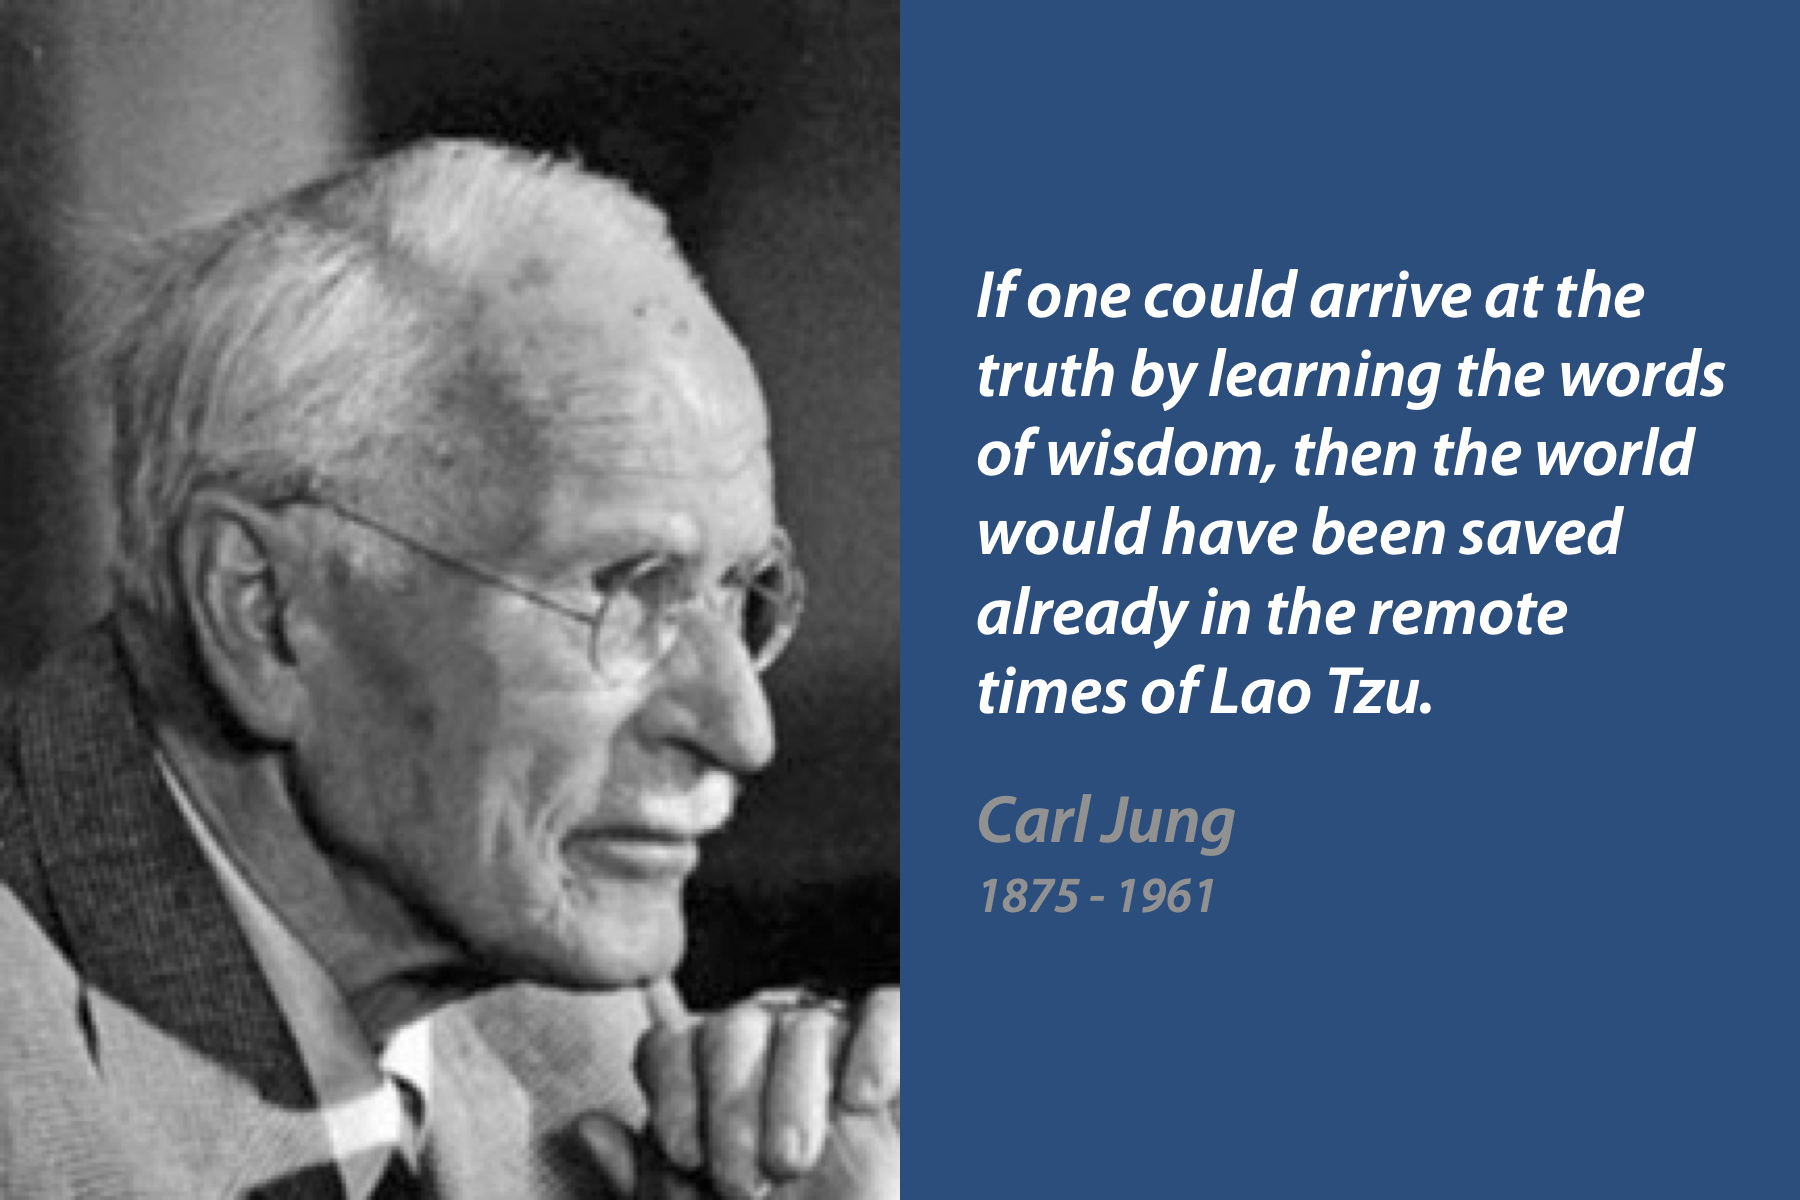 If one could arrive at the
truth by learning the words
of wisdom, then the world
would have been saved
already in the remote
times of Lao Tzu.
Carl Jung
1875 - 1961